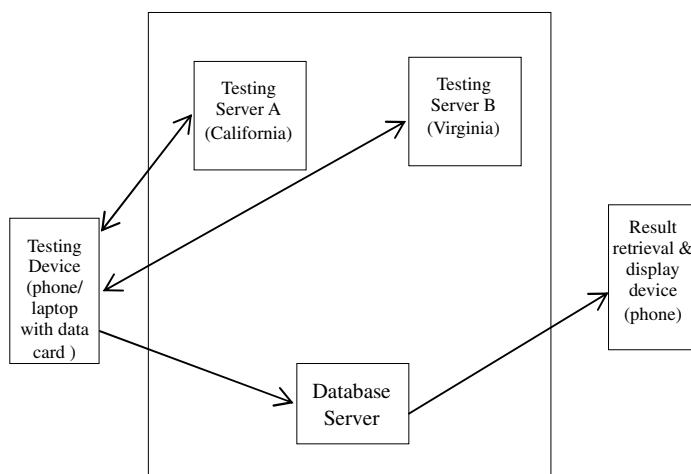 Testing
Server A
(California)
Testing
Server B
(Virginia)
Testing
Device
(phone/
laptop
with data
card )
Result
retrieval &
display
device
(phone)
Database
Server